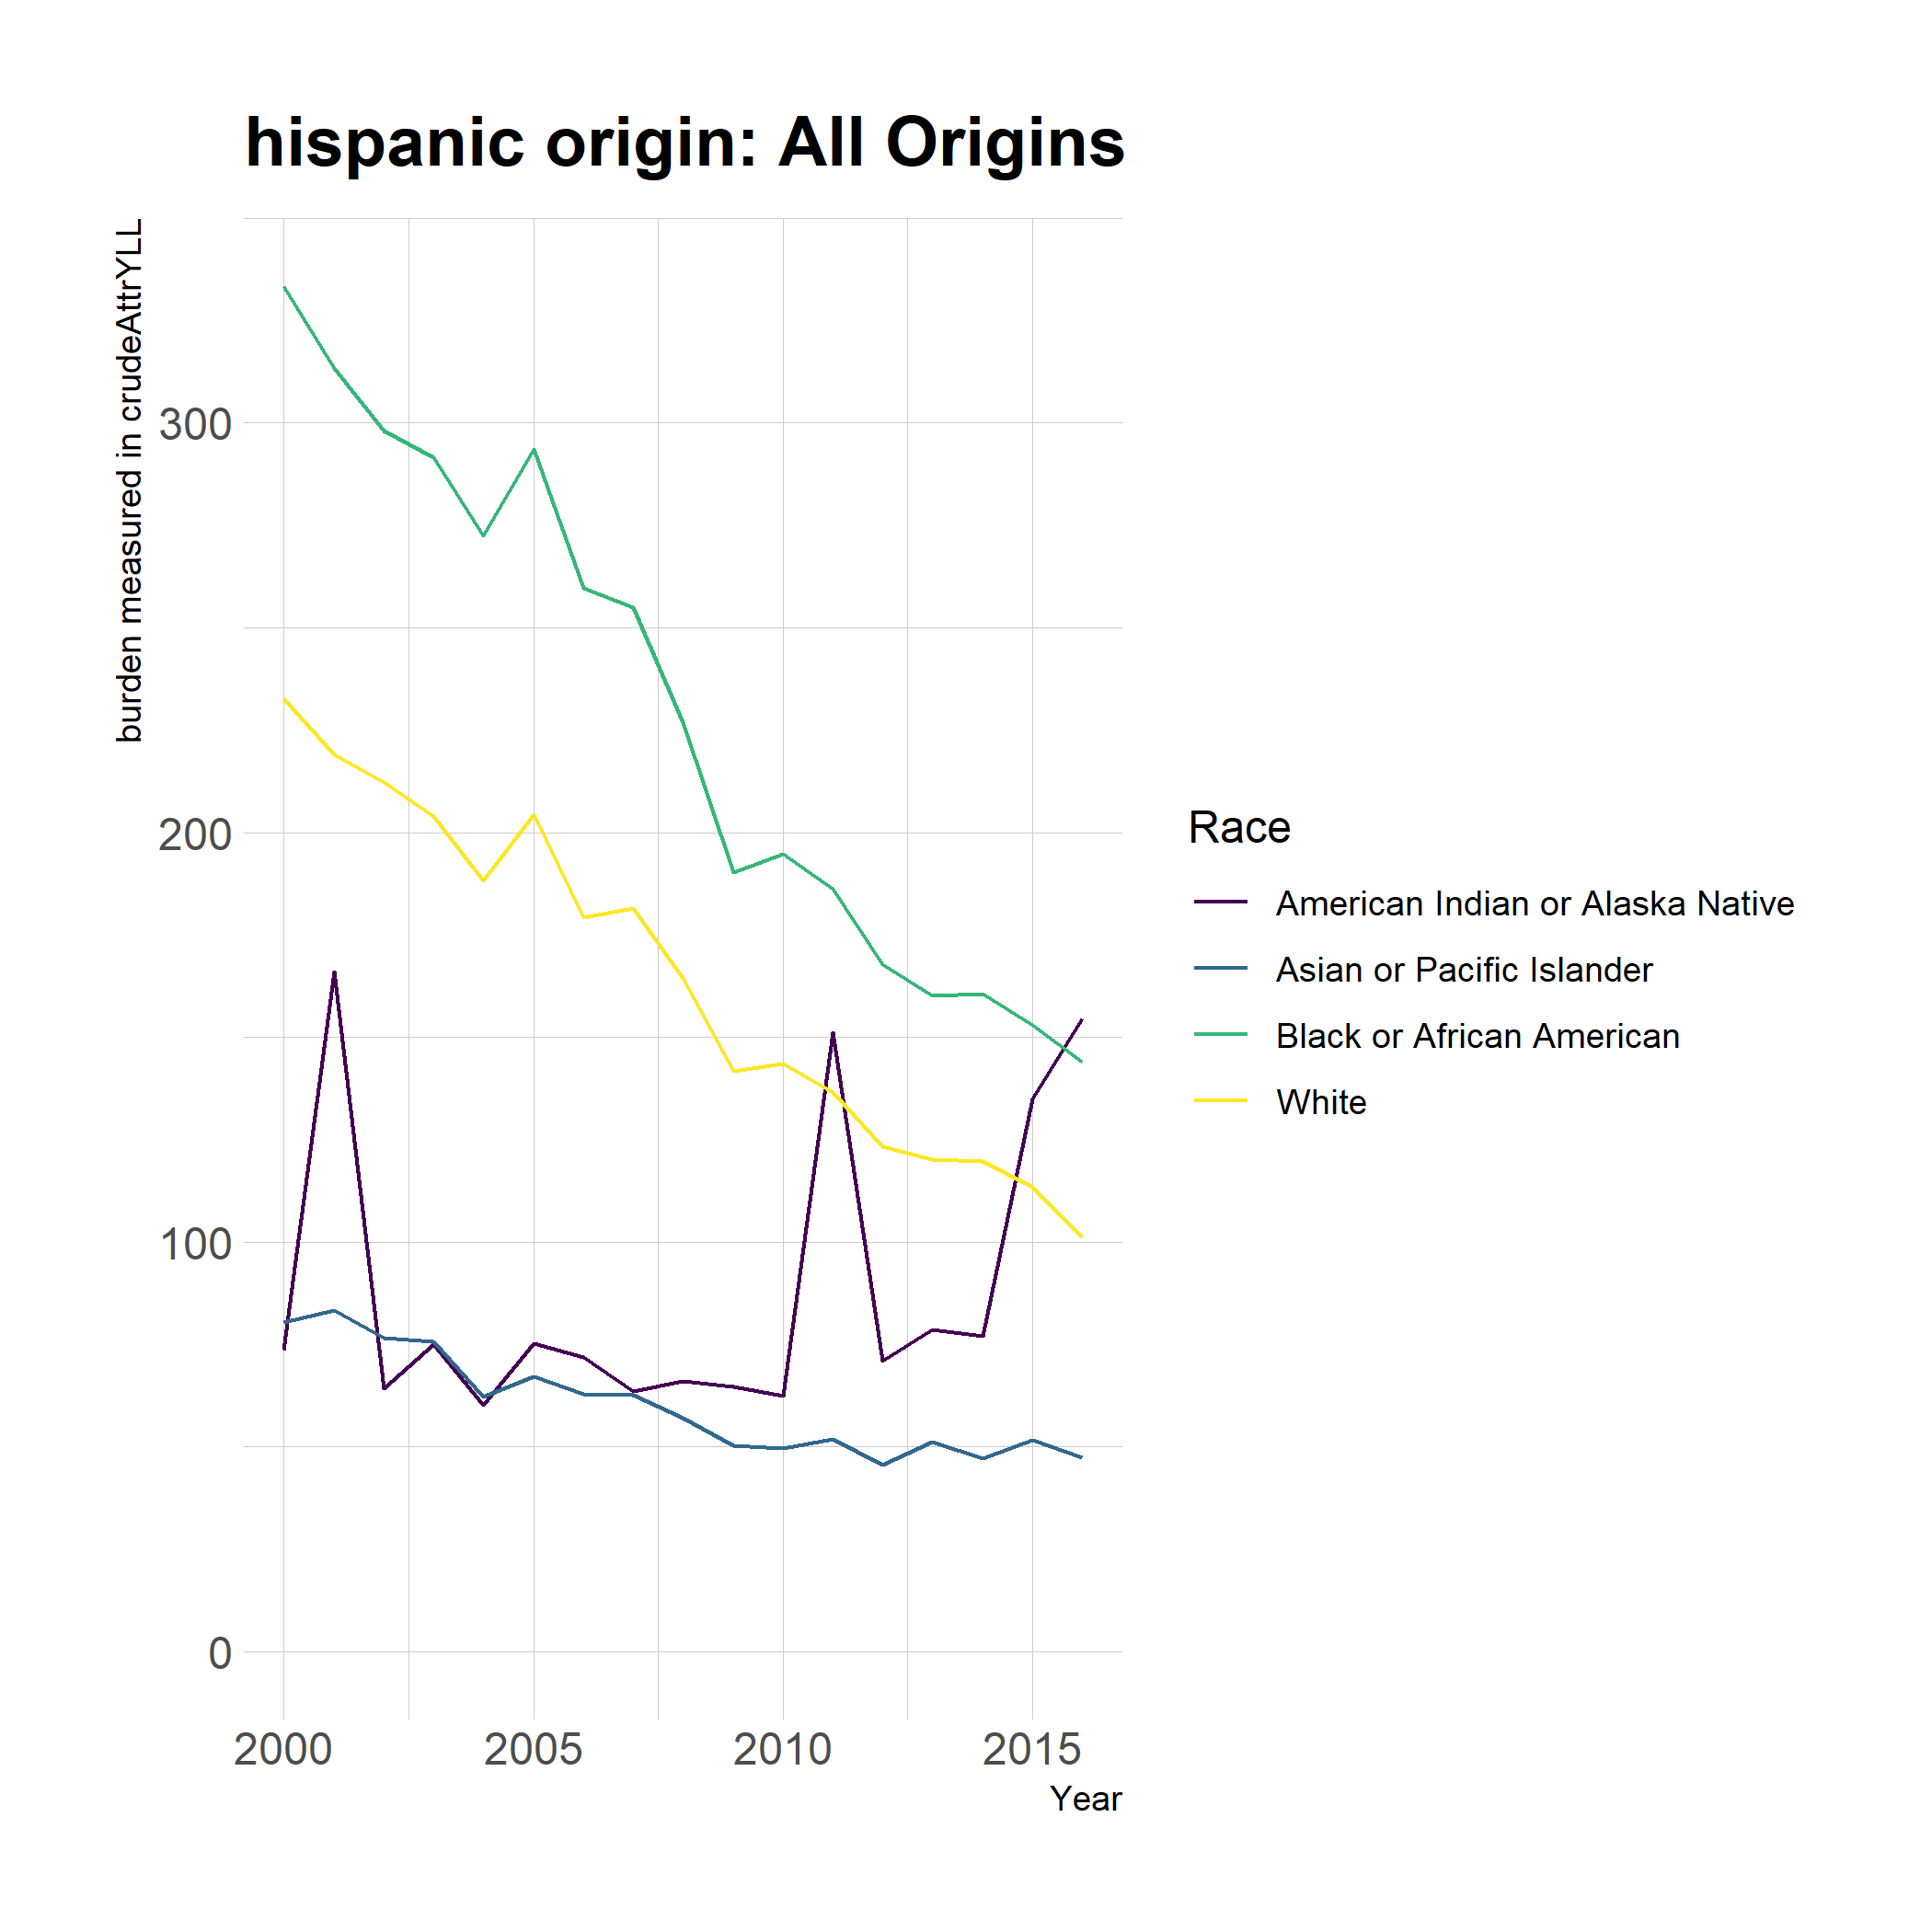 hispanic origin: All Origins
burden measured in crudeAttrYLL
300
200
100
0
2000 2005 2010 2015
Year
Race
American Indian or Alaska Native
Asian or Pacific Islander
Black or African American
White